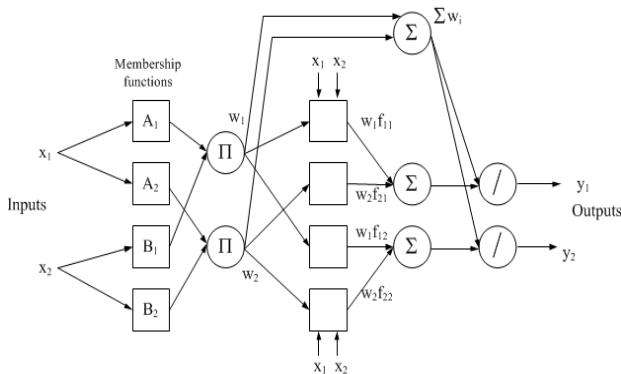 Σ
Σwᵢ
x₁ x₂
Membership
functions
w₁
A₁
w₁f₁₁
x₁
Π
A₂
w₂f₂₁
Σ
/
y₁
Inputs
Outputs
B₁
Π
w₁f₁₂
Σ
/
y₂
x₂
w₂
B₂
w₂f₂₂
x₁ x₂